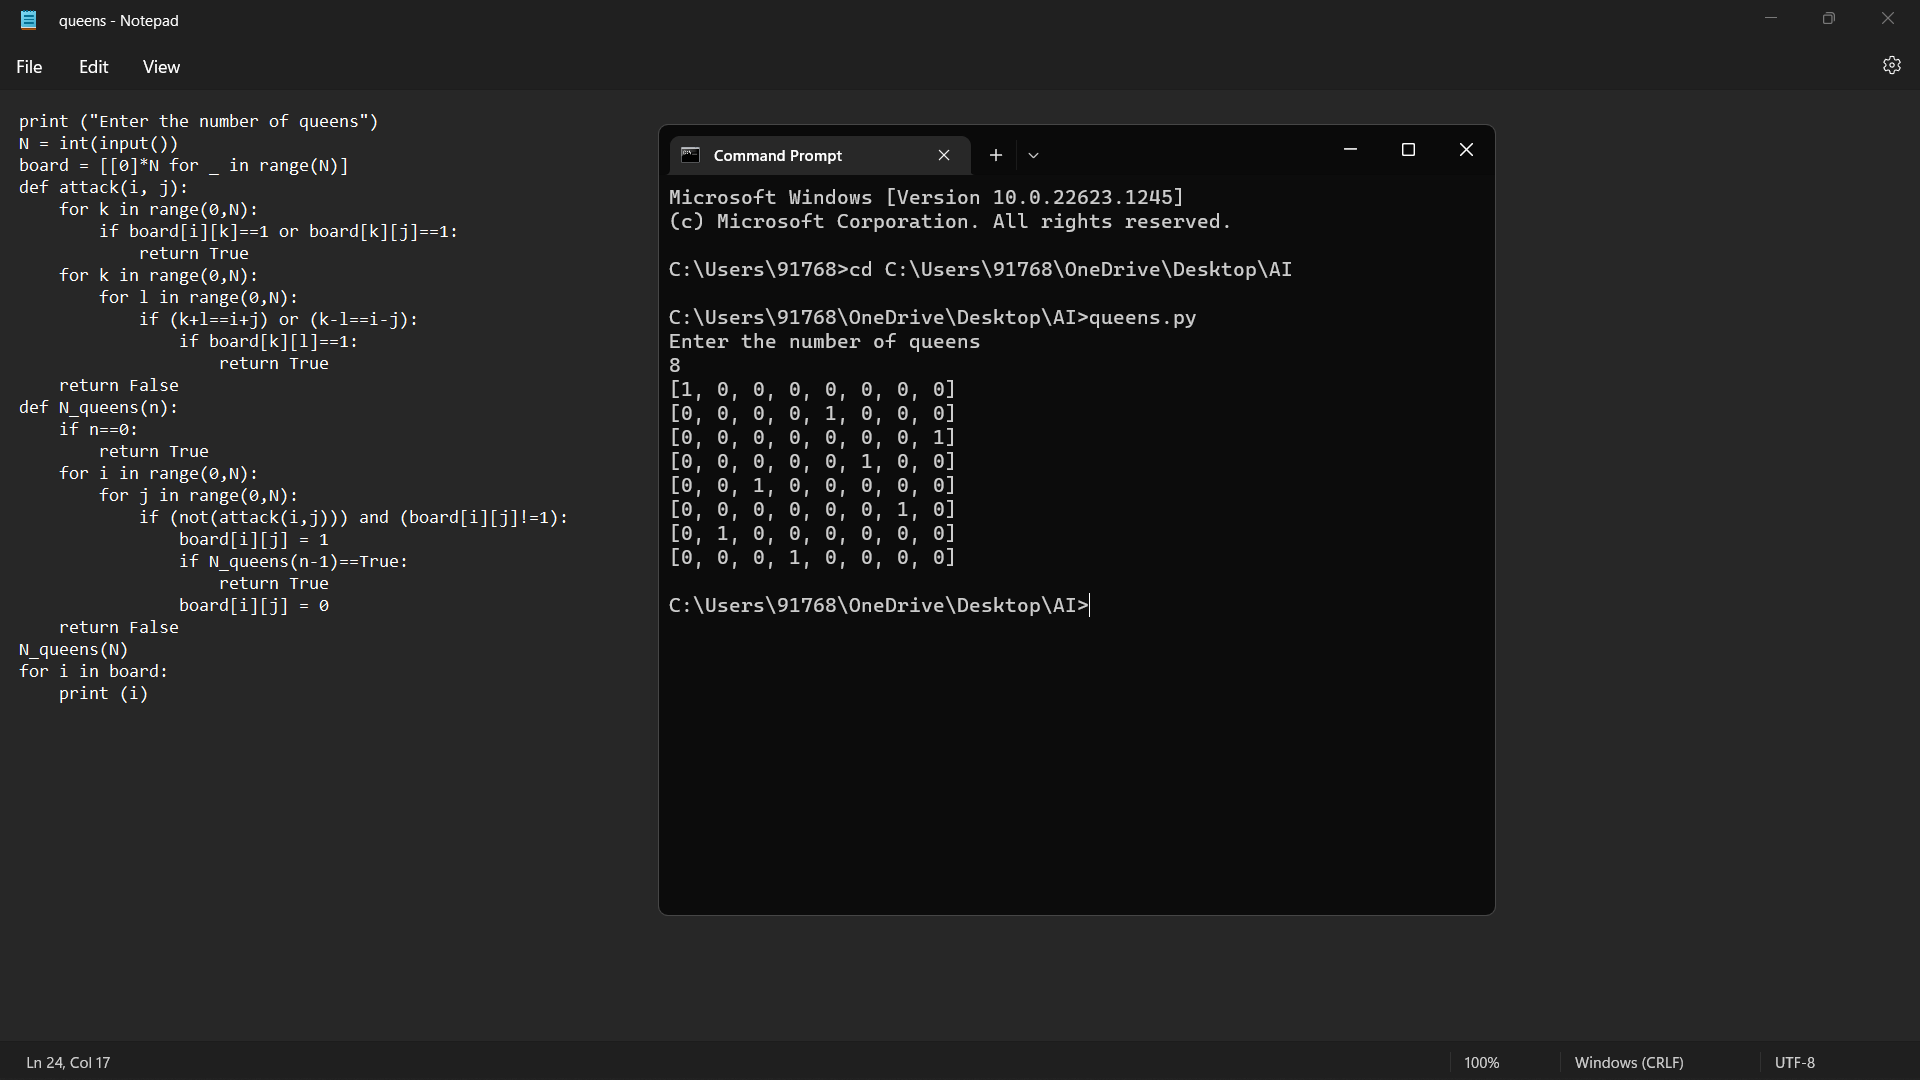 queens - Notepad
File Edit View
print ("Enter the number of queens")
N = int(input())
board = [[0]*N for _ in range(N)]
def attack(i, j):
    for k in range(0,N):
        if board[i][k]==1 or board[k][j]==1:
            return True
    for k in range(0,N):
        for l in range(0,N):
            if (k+l==i+j) or (k-l==i-j):
                if board[k][l]==1:
                    return True
    return False
def N_queens(n):
    if n==0:
        return True
    for i in range(0,N):
        for j in range(0,N):
            if (not(attack(i,j))) and (board[i][j]!=1):
                board[i][j] = 1
                if N_queens(n-1)==True:
                    return True
                board[i][j] = 0
    return False
N_queens(N)
for i in board:
    print (i)
Command Prompt
Microsoft Windows [Version 10.0.22623.1245]
(c) Microsoft Corporation. All rights reserved.
C:\Users\91768>cd C:\Users\91768\OneDrive\Desktop\AI
C:\Users\91768\OneDrive\Desktop\AI>queens.py
Enter the number of queens
8
[1, 0, 0, 0, 0, 0, 0, 0]
[0, 0, 0, 0, 1, 0, 0, 0]
[0, 0, 0, 0, 0, 0, 0, 1]
[0, 0, 0, 0, 0, 1, 0, 0]
[0, 0, 1, 0, 0, 0, 0, 0]
[0, 0, 0, 0, 0, 0, 1, 0]
[0, 1, 0, 0, 0, 0, 0, 0]
[0, 0, 0, 1, 0, 0, 0, 0]
C:\Users\91768\OneDrive\Desktop\AI>
Ln 24, Col 17 100% Windows (CRLF) UTF-8